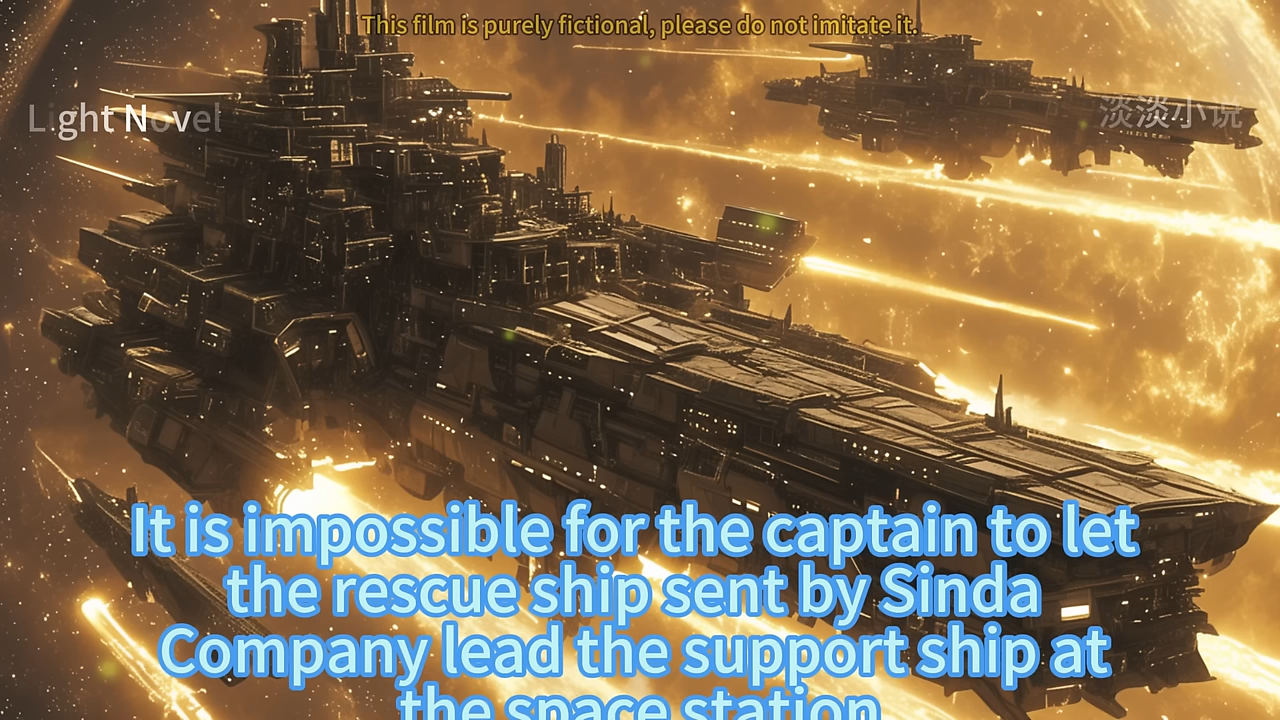 This film is purely fictional, please do not imitate it.
Light Novel
淡淡小说
It is impossible for the captain to let
the rescue ship sent by Sinda
Company lead the support ship at
the space station